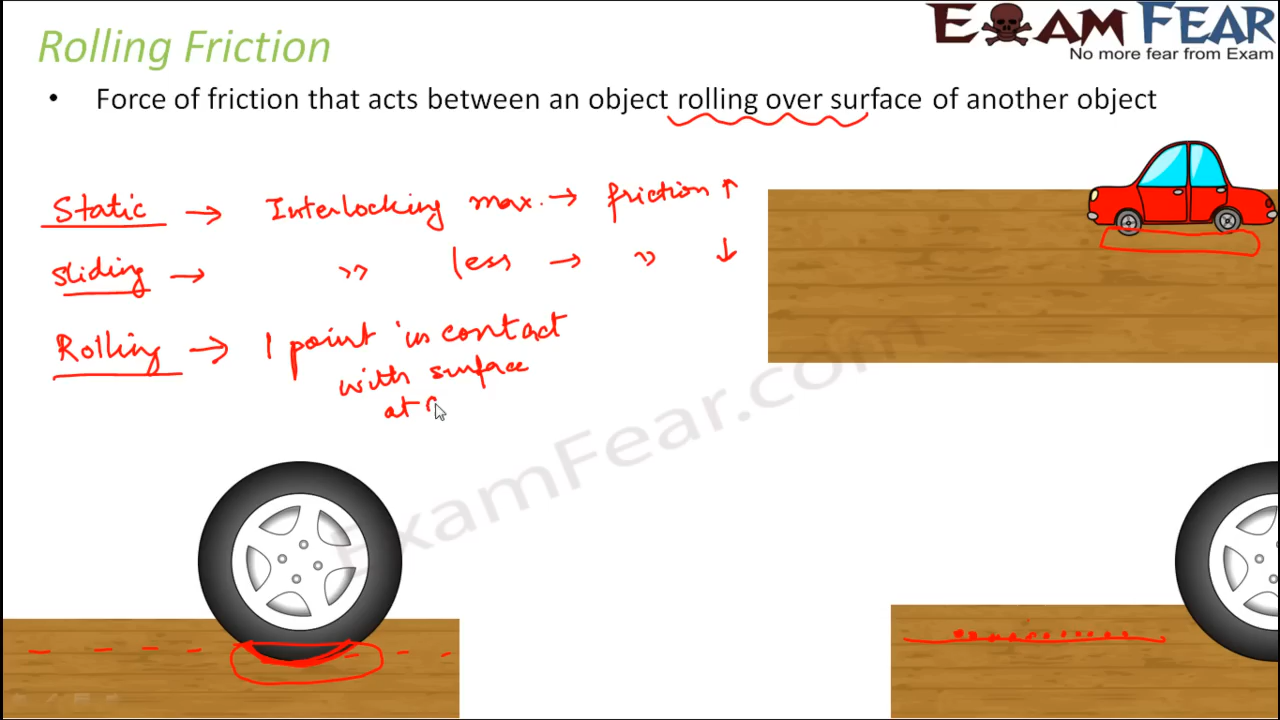 Rolling Friction
EXAM FEAR
No more fear from Exam
• Force of friction that acts between an object rolling over surface of another object
Static → Interlocking max. → friction ↑
Sliding → " less → " ↓
Rolling → 1 point in contact
with surface
at
ExamFear.com